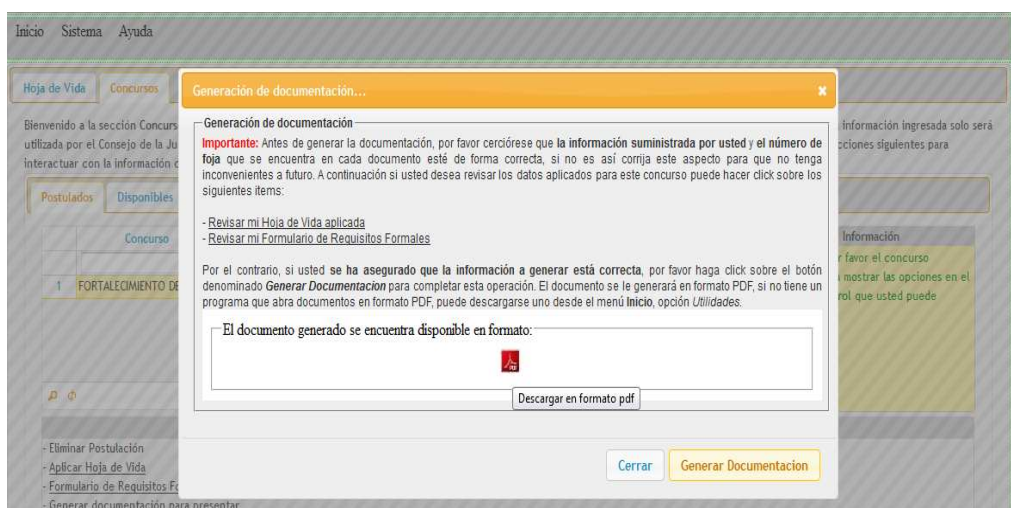 Inicio Sistema Ayuda
Hoja de Vida Concursos
Generación de documentación...
Bienvenido a la sección Concurs
información ingresada solo será
utilizada por el Consejo de la Ju
cciones siguientes para
interactuar con la información
Generación de documentación
Importante: Antes de generar la documentación, por favor cerciórese que la información suministrada por usted y el número de
foja que se encuentra en cada documento esté de forma correcta, si no es así corrija este aspecto para que no tenga
inconvenientes a futuro. A continuación si usted desea revisar los datos aplicados para este concurso puede hacer click sobre los
siguientes items:
- Revisar mi Hoja de Vida aplicada
- Revisar mi Formulario de Requisitos Formales
Por el contrario, si usted se ha asegurado que la información a generar está correcta, por favor haga click sobre el botón
denominado Generar Documentacion para completar esta operación. El documento se le generará en formato PDF, si no tiene un
programa que abra documentos en formato PDF, puede descargarse uno desde el menú Inicio, opción Utilidades.
El documento generado se encuentra disponible en formato:
Descargar en formato pdf
Cerrar Generar Documentacion
Postulados Disponibles
Concurso
Información
1 FORTALECIMIENTO DE
r favor el concurso
mostrar las opciones en el
rol que usted puede
- Eliminar Postulación
- Aplicar Hoja de Vida
- Formulario de Requisitos Fo
- Generar documentación para presentar